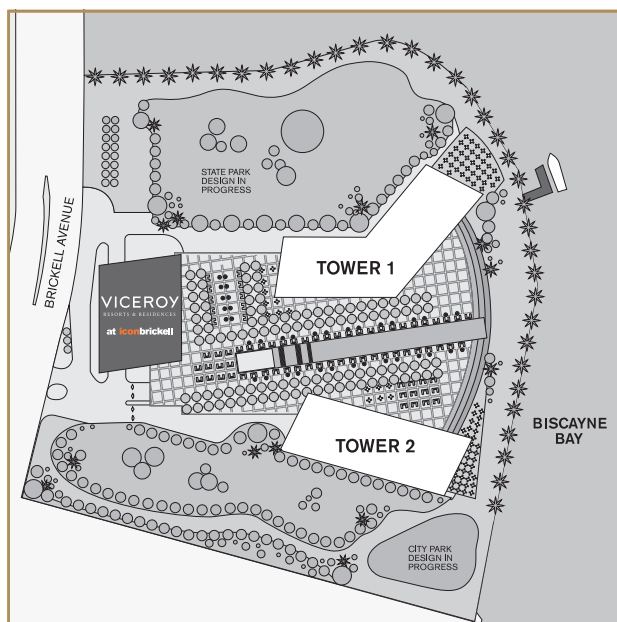 STATE PARK
DESIGN IN
PROGRESS
BRICKELL AVENUE
TOWER 1
VICEROY
RESORTS & RESIDENCES
at iconbrickell
BISCAYNE
BAY
TOWER 2
CITY PARK
DESIGN IN
PROGRESS